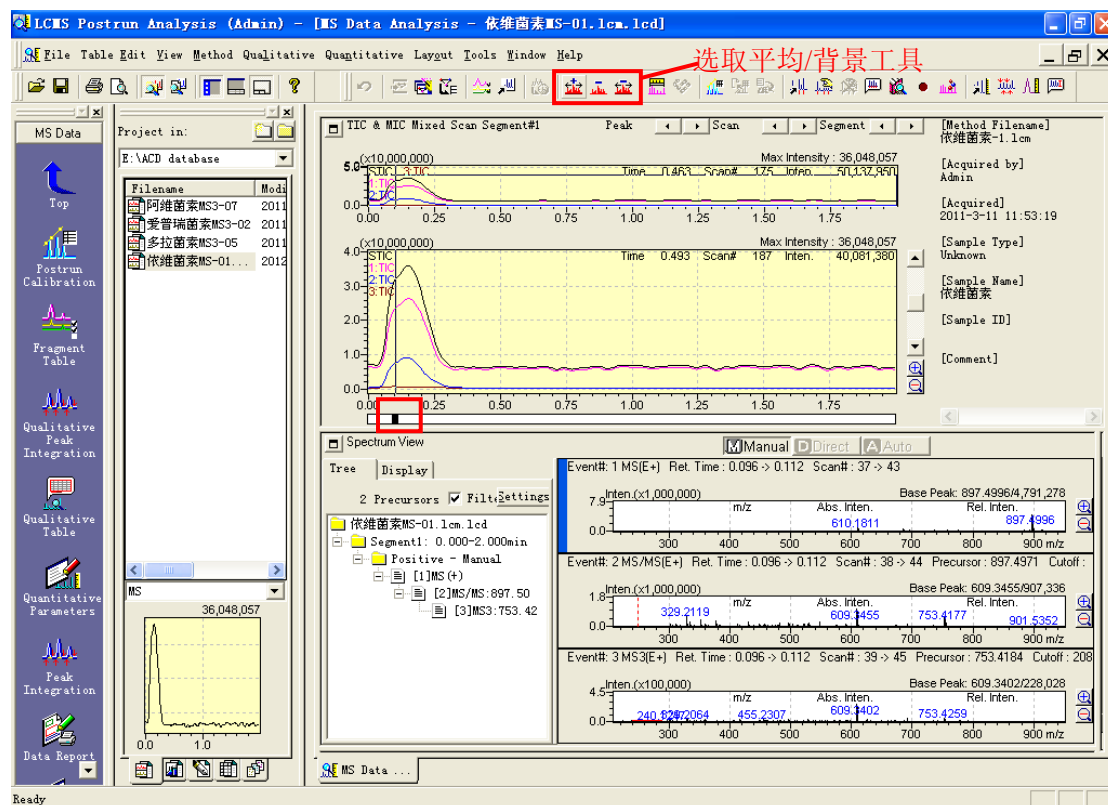 LCMS Postrun Analysis (Admin) - [MS Data Analysis - 依维菌素MS-01.lcm.lcd]
File Table Edit View Method Qualitative Quantitative Layout Tools Window Help
选取平均/背景工具
MS Data
Top
Postrun
Calibration
Fragment
Table
Qualitative
Peak
Integration
Qualitative
Table
Quantitative
Parameters
Peak
Integration
Data Report
Project in:
E:\ACD database
Filename Modi
阿维菌素MS3-07 2011
爱普瑞菌素MS3-02 2011
多拉菌素MS3-05 2011
依维菌素MS-01... 2012
MS
36,048,057
0.0 1.0
TIC & MIC Mixed Scan Segment#1 Peak Scan Segment
(x10,000,000) Max Intensity : 36,048,057
5.0 STIC 3:TIC Time 0.463 Scan# 175 Inten. 50,137,950
1:TIC
2:TIC
0.0
0.00 0.25 0.50 0.75 1.00 1.25 1.50 1.75
(x10,000,000) Max Intensity : 36,048,057
4.0 STIC Time 0.493 Scan# 187 Inten. 40,081,380
1:TIC
2:TIC
3.0 3:TIC
2.0
1.0
0.0
0.00 0.25 0.50 0.75 1.00 1.25 1.50 1.75
[Method Filename]
依维菌素-1.lcm
[Acquired by]
Admin
[Acquired]
2011-3-11 11:53:19
[Sample Type]
Unknown
[Sample Name]
依维菌素
[Sample ID]
[Comment]
Spectrum View
M Manual D Direct A Auto
Tree Display
2 Precursors Filte Settings
依维菌素MS-01.lcm.lcd
Segment1: 0.000-2.000min
Positive - Manual
[1]MS(+)
[2]MS/MS:897.50
[3]MS3:753.42
Event#: 1 MS(E+) Ret. Time : 0.096 -> 0.112 Scan# : 37 -> 43
Inten.(x1,000,000) Base Peak: 897.4996/4,791,278
7.9 m/z Abs. Inten. Rel. Inten.
610.1811 897.4996
0.0
300 400 500 600 700 800 900 m/z
Event#: 2 MS/MS(E+) Ret. Time : 0.096 -> 0.112 Scan# : 38 -> 44 Precursor : 897.4971 Cutoff :
Inten.(x1,000,000) Base Peak: 609.3455/907,336
1.8 m/z Abs. Inten. Rel. Inten.
329.2119 609.3455 753.4177 901.5352
0.0
300 400 500 600 700 800 900 m/z
Event#: 3 MS3(E+) Ret. Time : 0.096 -> 0.112 Scan# : 39 -> 45 Precursor : 753.4184 Cutoff : 208
Inten.(x100,000) Base Peak: 609.3402/228,028
4.5 m/z Abs. Inten. Rel. Inten.
455.2307 609.3402 753.4259
0.0
300 400 500 600 700 800 900 m/z
MS Data ...
Ready